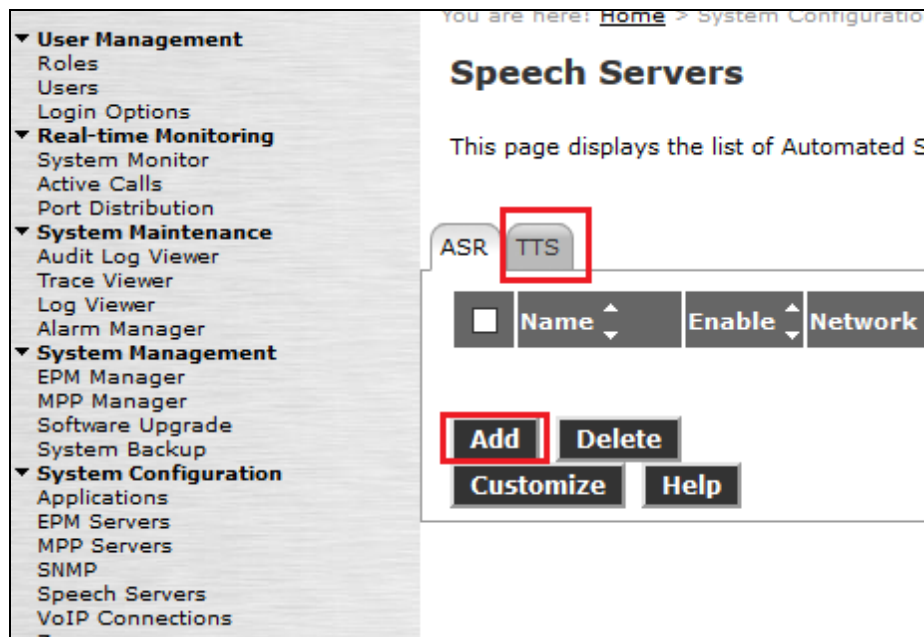 You are here: Home > System Configuratio
User Management
Roles
Users
Login Options
Real-time Monitoring
System Monitor
Active Calls
Port Distribution
System Maintenance
Audit Log Viewer
Trace Viewer
Log Viewer
Alarm Manager
System Management
EPM Manager
MPP Manager
Software Upgrade
System Backup
System Configuration
Applications
EPM Servers
MPP Servers
SNMP
Speech Servers
VoIP Connections
Speech Servers
This page displays the list of Automated S
ASR TTS
Name Enable Network
Add Delete
Customize Help